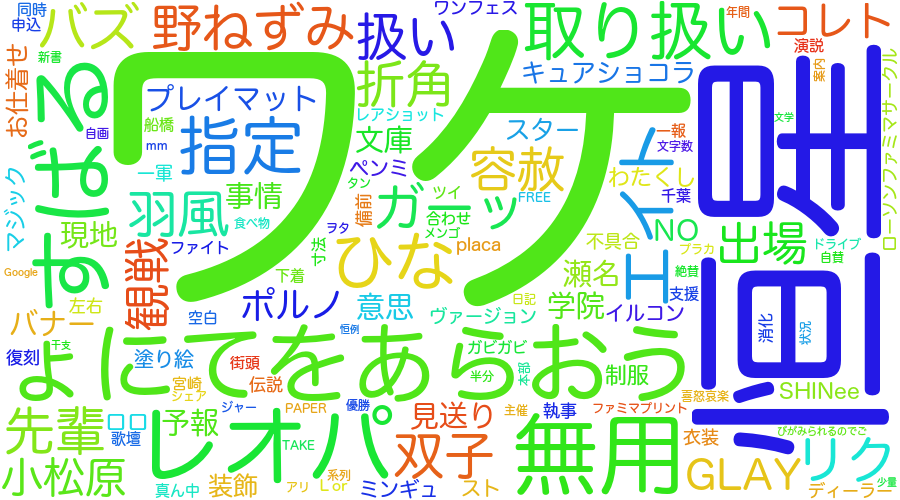 同時
申込
バズ
野ねずみ
扱い
ワンフェス
取り扱い
年間
コレト
演説
案内
新書
お仕着せ
すばる
ワケ
プレイマット
折角
キュアショコラ
船橋
自画
mm
指定
レアショット
文庫
スター
一報
文字数
文学
ローソンファミマサークル
マジック
一軍
ペンミ
容赦
エイト
わたくし
千葉
羽風
事情
タン
備前
ガーッ
ツイ
FREE
合わせ
メンゴ
ヲタ
食べ物
現地
観戦
ファイト
寸法
ひな
placa
不具合
NO
プラカ
出場
ドライブ
自賛
Google
下着
瀬名
絶賛
支援
左右
バナー
空白
ポルノ
意思
日記
学院
イルコン
ヴァージョン
恒例
消化
状況
復刻
干支
塗り絵
街頭
よにてをあらおう
ガビガビ
半分
本部
制服
宮崎
シェア
伝説
SHINee
喜怒哀楽
先輩
ロロ
歌壇
予報
ジャー
レオパ
PAPER
優勝
見送り
主催
執事
ファミマプリント
衣装
ぴがみられるのでご
TAKE
双子
無用
リク
小松原
真ん中
装飾
アリ
Lor
系列
ミンギュ
スト
GLAY
ディーラー
少量